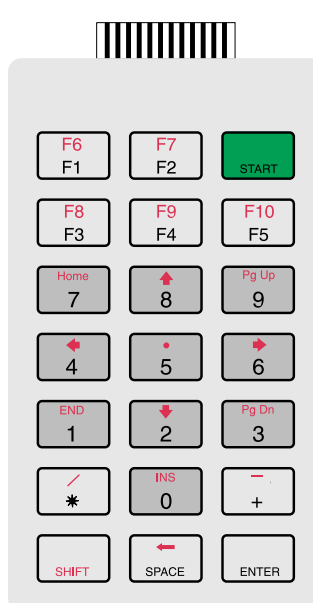 F6 F7
F1 F2 START
F8 F9 F10
F3 F4 F5
Home ↑ Pg Up
7 8 9
← • →
4 5 6
END ↓ Pg Dn
1 2 3
/ INS −
* 0 +
←
SHIFT SPACE ENTER